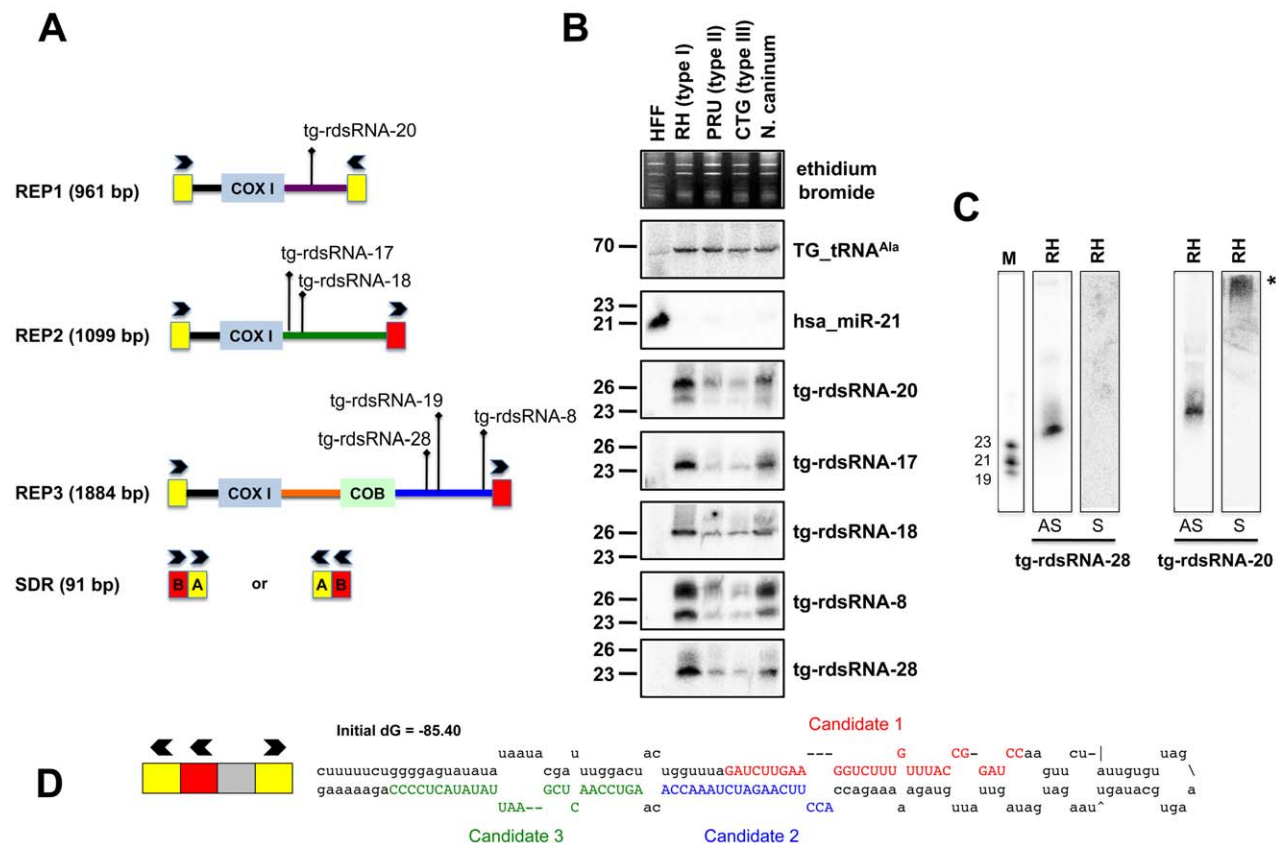 A
tg-rdsRNA-20
COX I
REP1 (961 bp)
tg-rdsRNA-17
tg-rdsRNA-18
COX I
REP2 (1099 bp)
tg-rdsRNA-19
tg-rdsRNA-8
tg-rdsRNA-28
COX I
COB
REP3 (1884 bp)
SDR (91 bp)
B A
or
A B
B
HFF
RH (type I)
PRU (type II)
CTG (type III)
N. caninum
ethidium
bromide
70
TG_tRNAAla
23
21
hsa_miR-21
26
23
tg-rdsRNA-20
26
23
tg-rdsRNA-17
26
23
tg-rdsRNA-18
26
23
tg-rdsRNA-8
26
23
tg-rdsRNA-28
C
M
RH
RH
RH
RH
*
23
21
19
AS
S
AS
S
tg-rdsRNA-28
tg-rdsRNA-20
D
Initial dG = -85.40
Candidate 1
uaaua u ac --- G CG- CCaa cu-| uag
cuuuuucuggggaguauaua cga uuggacu ugguuuaGAUCUUGAA GGUCUUU UUUAC GAU guu auugugu \
gaaaaagaCCCCUCAUAUAU GCU AACCUGA ACCAAAUCUAGAACUU ccagaaa agaug uug uau ugauacg a
UAA-- C ac CCA a uua auag aau^ uga
Candidate 3
Candidate 2